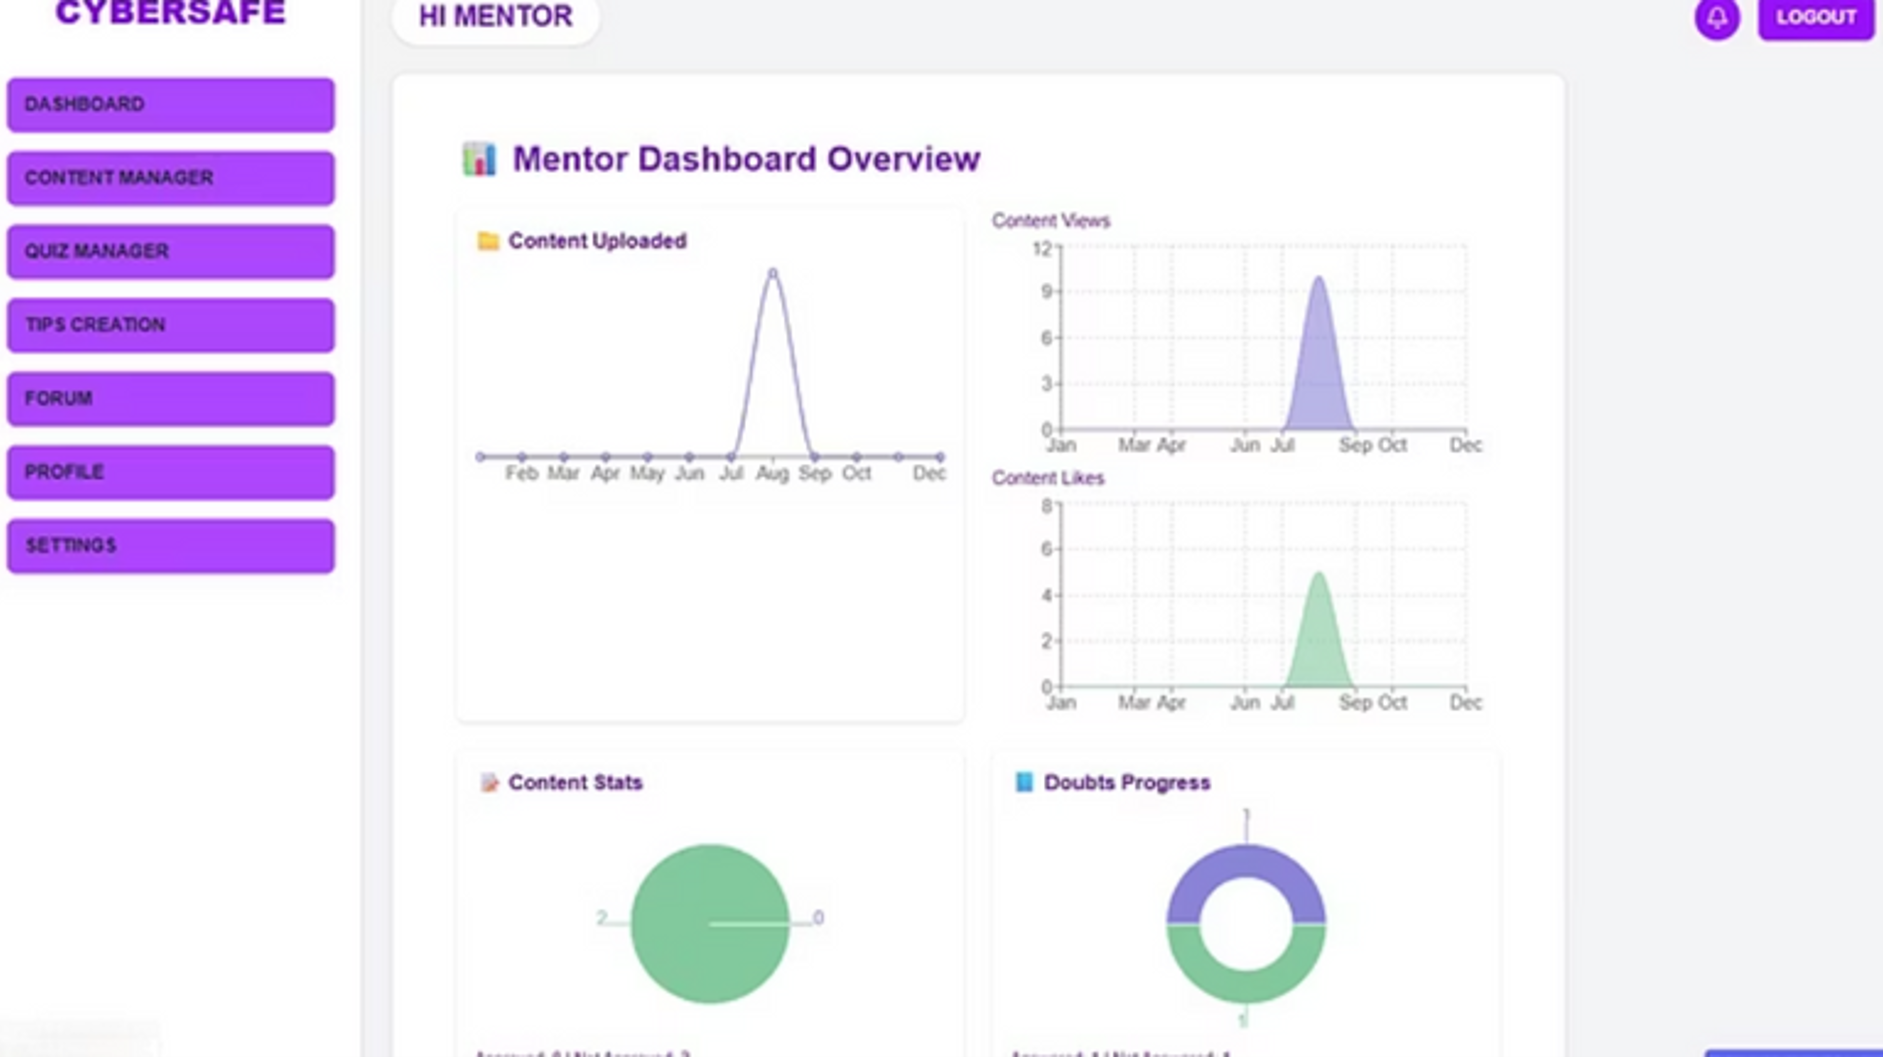 CYBERSAFE
HI MENTOR
LOGOUT
DASHBOARD
CONTENT MANAGER
QUIZ MANAGER
TIPS CREATION
FORUM
PROFILE
SETTINGS
Mentor Dashboard Overview
Content Uploaded
Feb Mar Apr May Jun Jul Aug Sep Oct Dec
Content Views
12
9
6
3
0
Jan Mar Apr Jun Jul Sep Oct Dec
Content Likes
8
6
4
2
0
Jan Mar Apr Jun Jul Sep Oct Dec
Content Stats
2 0
Doubts Progress
1
1